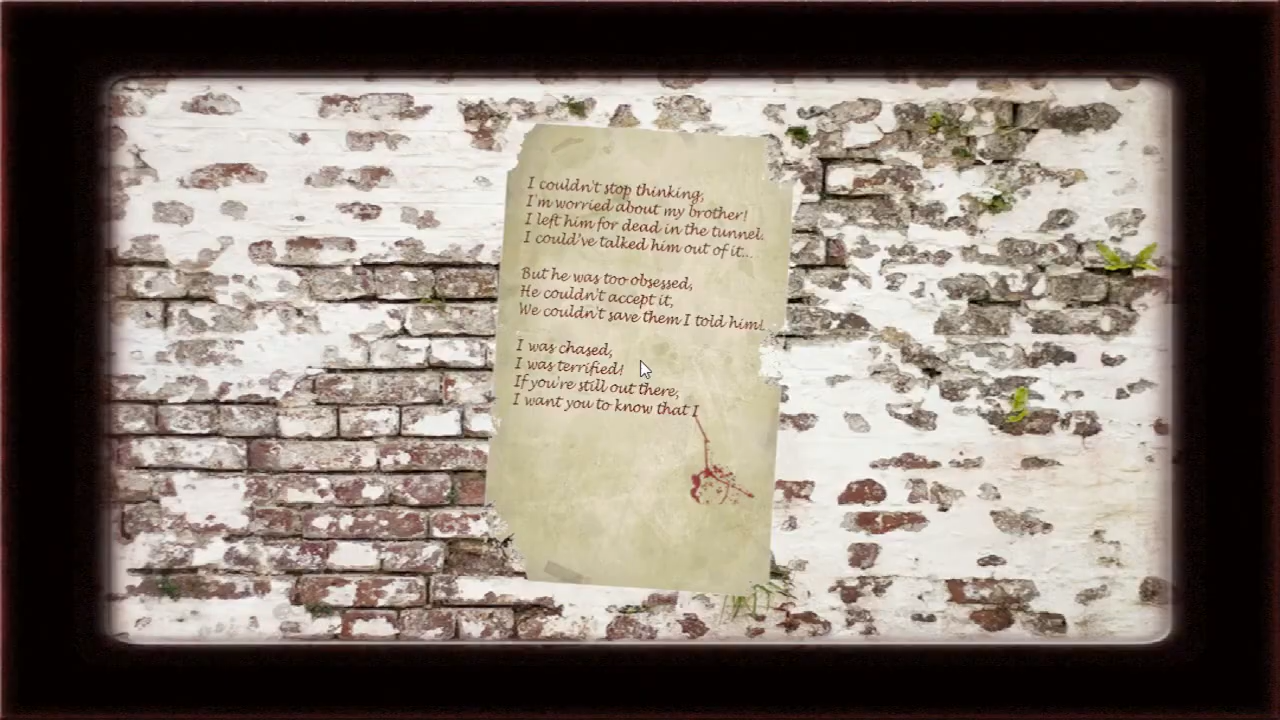 I couldn't stop thinking,
I'm worried about my brother!
I left him for dead in the tunnel.
I could've talked him out of it...
But he was too obsessed,
He couldn't accept it,
We couldn't save them I told him!
I was chased,
I was terrified!
If you're still out there,
I want you to know that I